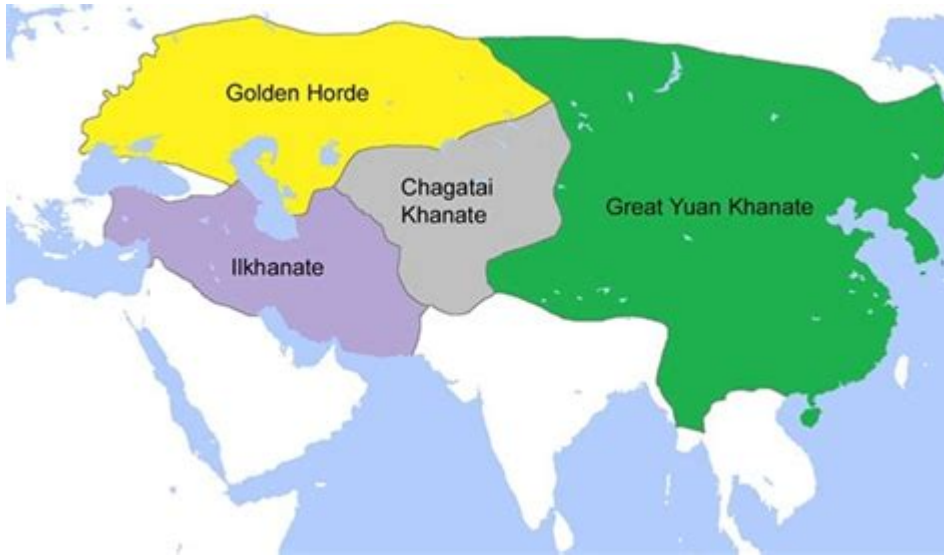 Golden Horde
Chagatai
Khanate
Great Yuan Khanate
Ilkhanate